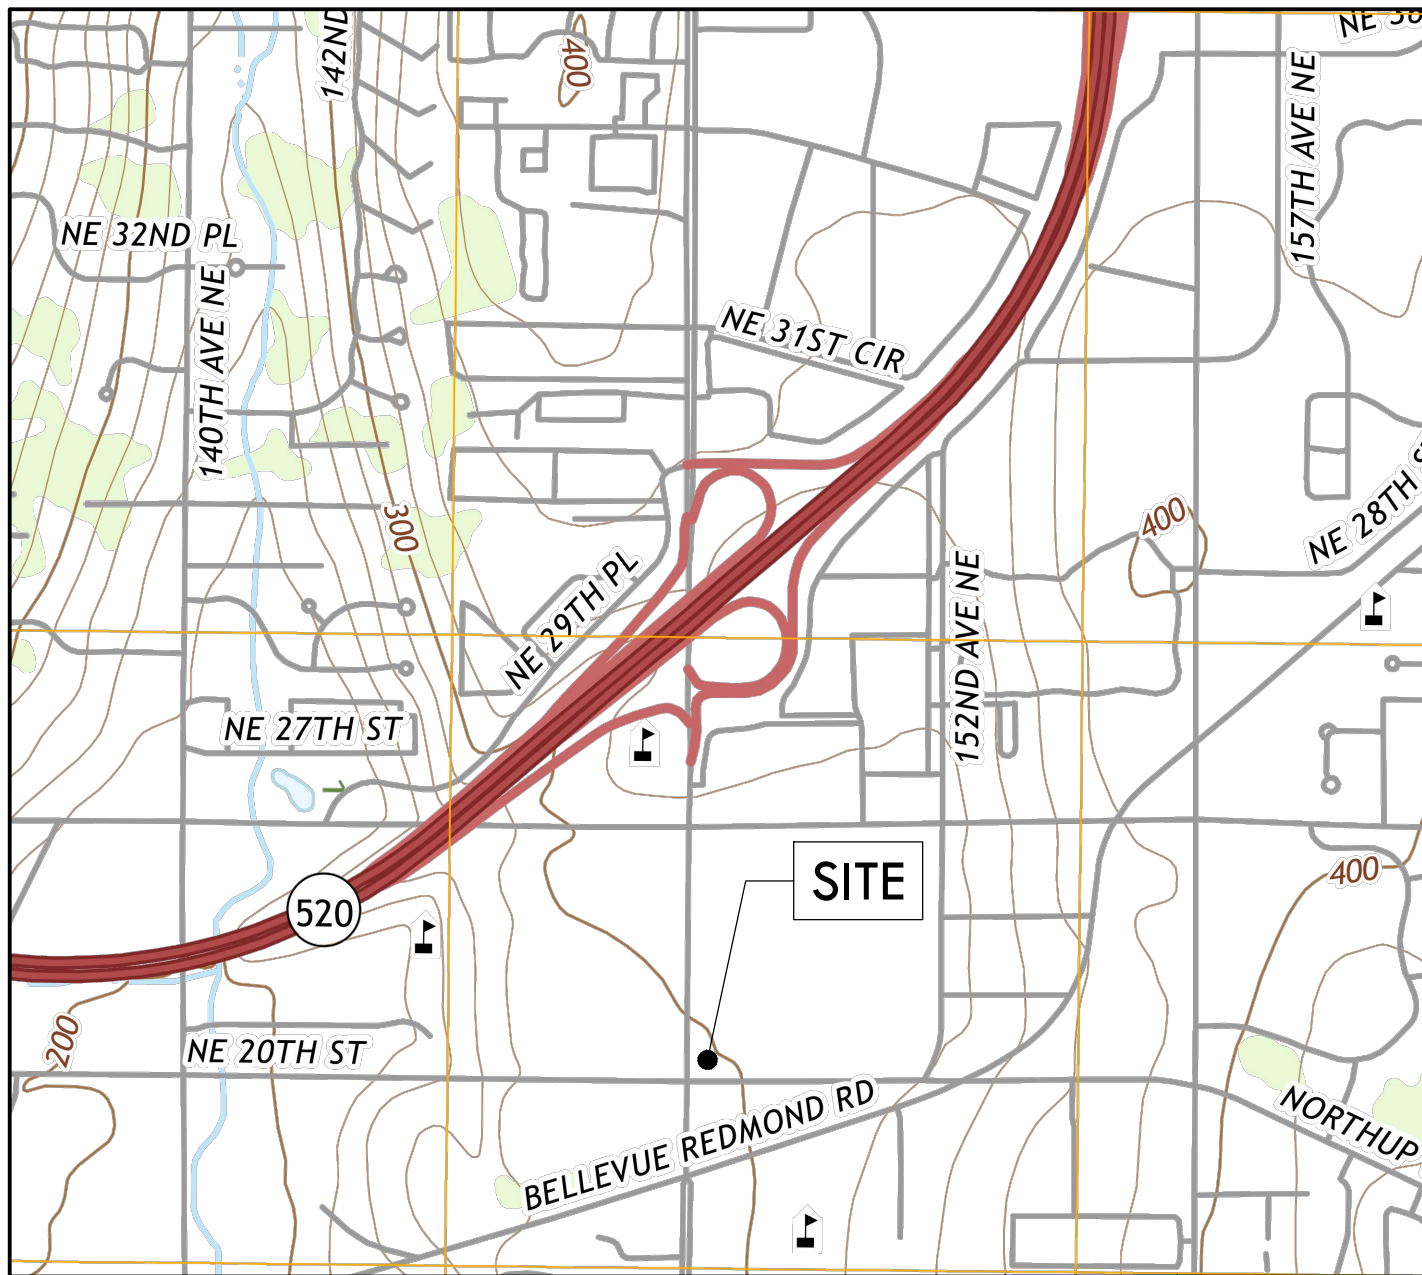 NE 36
142ND
400
157TH AVE NE
NE 32ND PL
140TH AVE NE
NE 31ST CIR
300
400
NE 28TH S
NE 29TH PL
152ND AVE NE
NE 27TH ST
SITE
400
520
200
NE 20TH ST
BELLEVUE REDMOND RD
NORTHUP